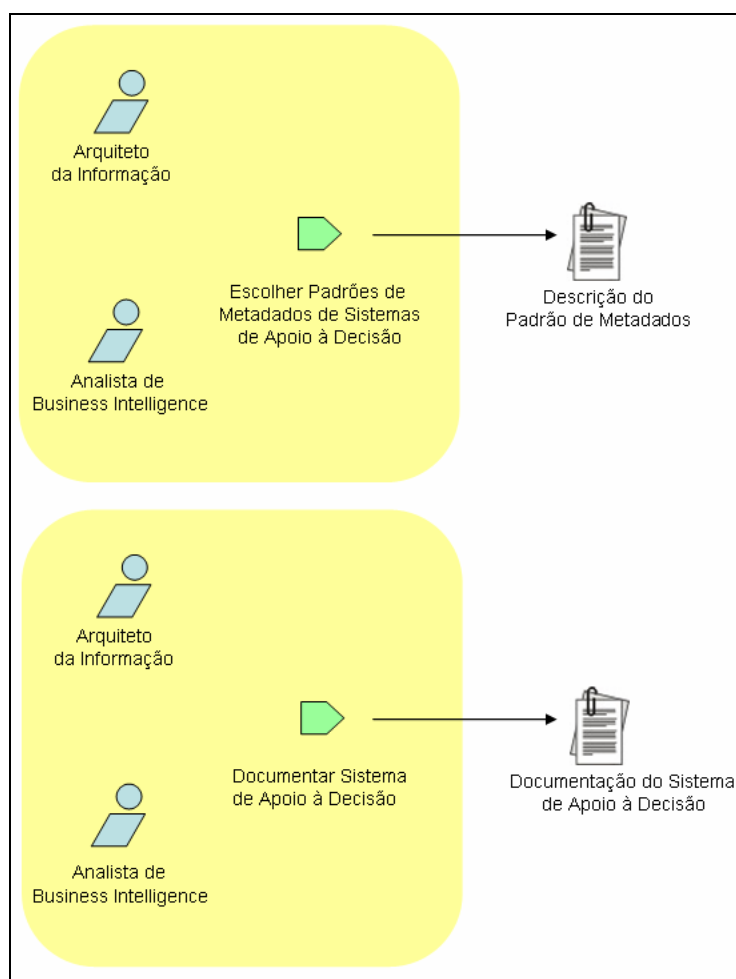 Arquiteto
da Informação
Escolher Padrões de
Metadados de Sistemas
de Apoio à Decisão
Descrição do
Padrão de Metadados
Analista de
Business Intelligence
Arquiteto
da Informação
Documentar Sistema
de Apoio à Decisão
Documentação do Sistema
de Apoio à Decisão
Analista de
Business Intelligence